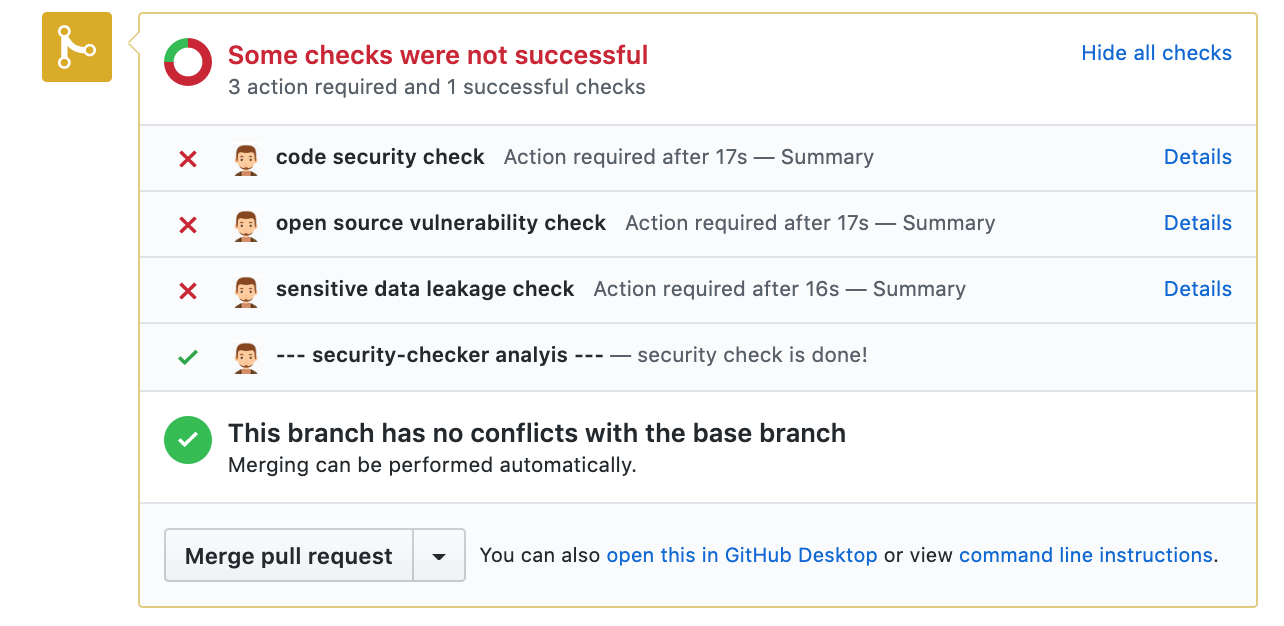 Some checks were not successful
Hide all checks
3 action required and 1 successful checks
code security check Action required after 17s — Summary Details
open source vulnerability check Action required after 17s — Summary Details
sensitive data leakage check Action required after 16s — Summary Details
--- security-checker analyis --- — security check is done!
This branch has no conflicts with the base branch
Merging can be performed automatically.
Merge pull request You can also open this in GitHub Desktop or view command line instructions.